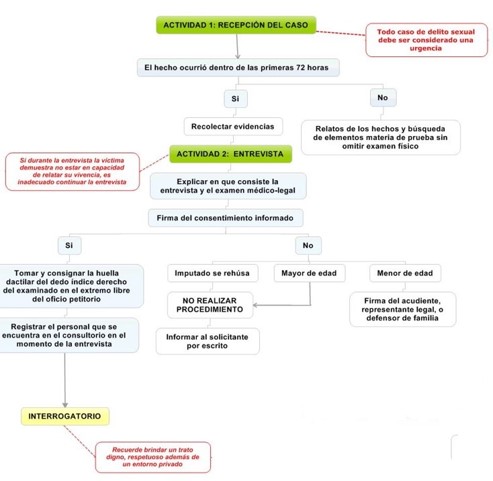 ACTIVIDAD 1: RECEPCIÓN DEL CASO
Todo caso de delito sexual
debe ser considerado una
urgencia
El hecho ocurrió dentro de las primeras 72 horas
Si
No
Recolectar evidencias
Relatos de los hechos y búsqueda
de elementos materia de prueba sin
omitir examen físico
ACTIVIDAD 2: ENTREVISTA
Si durante la entrevista la víctima
demuestra no estar en capacidad
de relatar su vivencia, es
inadecuado continuar la entrevista
Explicar en que consiste la
entrevista y el examen médico-legal
Firma del consentimiento informado
Si
No
Tomar y consignar la huella
dactilar del dedo índice derecho
del examinado en el extremo libre
del oficio petitorio
Imputado se rehúsa
Mayor de edad
Menor de edad
NO REALIZAR
PROCEDIMIENTO
Firma del acudiente,
representante legal, o
defensor de familia
Registrar el personal que se
encuentra en el consultorio en el
momento de la entrevista
Informar al solicitante
por escrito
INTERROGATORIO
Recuerde brindar un trato
digno, respetuoso además de
un entorno privado